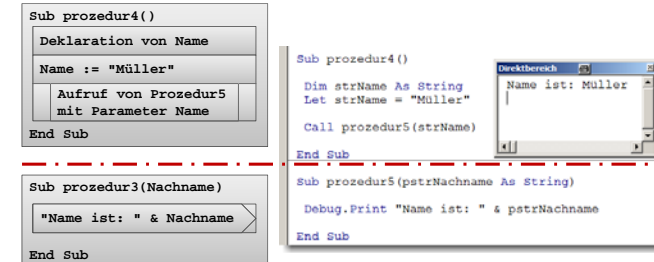 Sub prozedur4()
Deklaration von Name
Name := "Müller"
Aufruf von Prozedur5
mit Parameter Name
End Sub
Sub prozedur3(Nachname)
"Name ist: " & Nachname
End Sub
Sub prozedur4()
Dim strName As String
Let strName = "Müller"
Call prozedur5(strName)
End Sub
Sub prozedur5(pstrNachname As String)
Debug.Print "Name ist: " & pstrNachname
End Sub
Direktbereich
Name ist: Müller